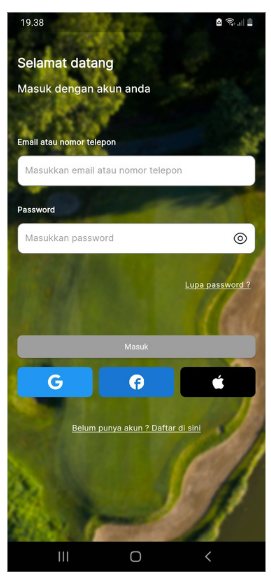 19.38
Selamat datang
Masuk dengan akun anda
Email atau nomor telepon
Masukkan email atau nomor telepon
Password
Masukkan password
Lupa password ?
Masuk
G
Belum punya akun ? Daftar di sini